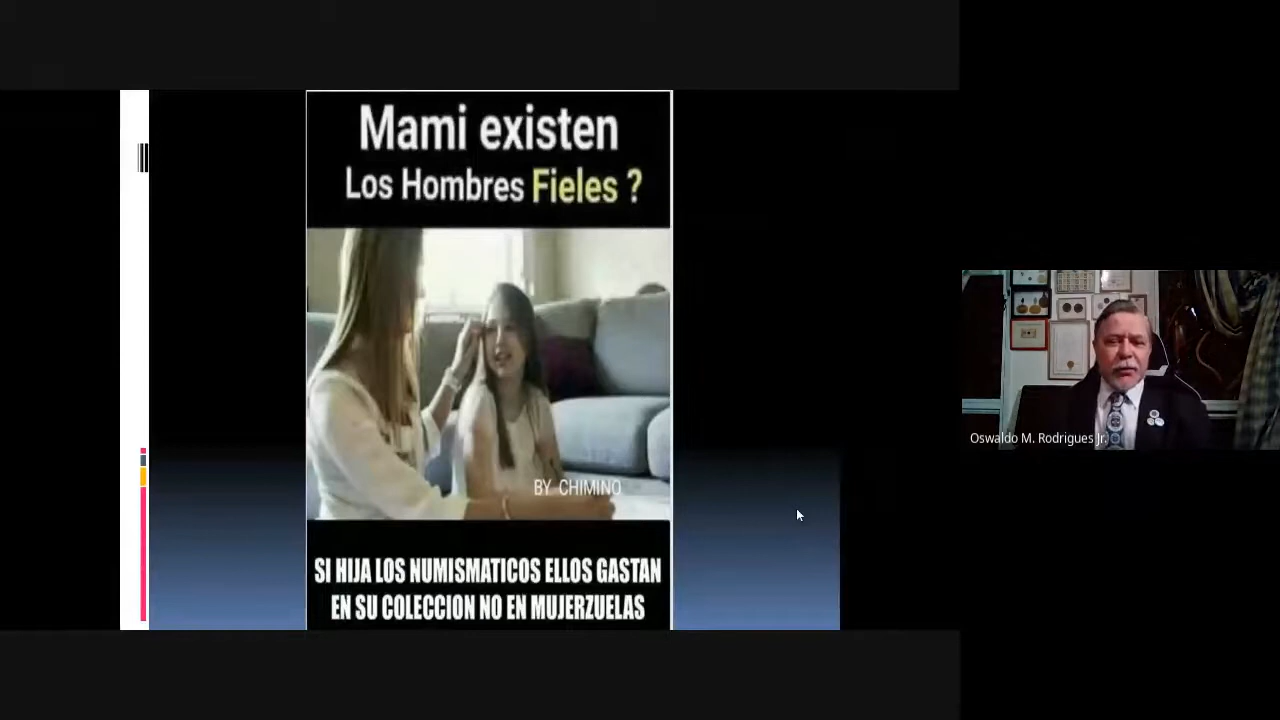 Mami existen
Los Hombres Fieles ?
BY CHIMINO
SI HIJA LOS NUMISMATICOS ELLOS GASTAN
EN SU COLECCION NO EN MUJERZUELAS
Oswaldo M. Rodrigues Jr.